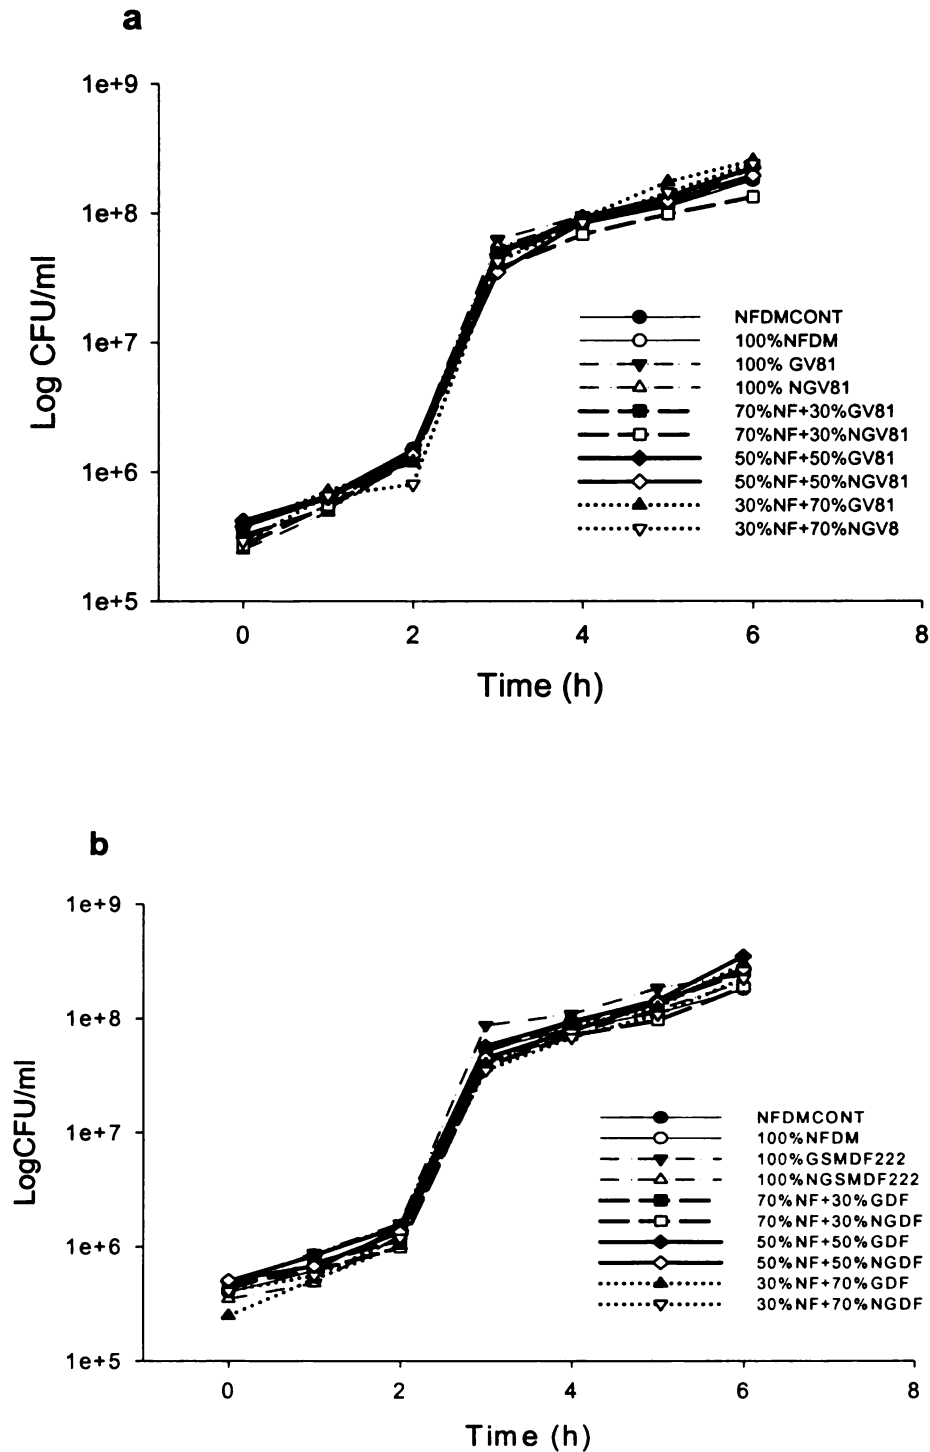 a
1e+9
1e+8
1e+7
1e+6
1e+5
Log CFU/ml
0 2 4 6 8
Time (h)
NFDMCONT
100%NFDM
100% GV81
100% NGV81
70%NF+30%GV81
70%NF+30%NGV81
50%NF+50%GV81
50%NF+50%NGV81
30%NF+70%GV81
30%NF+70%NGV8
b
1e+9
1e+8
1e+7
1e+6
1e+5
LogCFU/ml
0 2 4 6 8
Time (h)
NFDMCONT
100%NFDM
100%GSMDF222
100%NGSMDF222
70%NF+30%GDF
70%NF+30%NGDF
50%NF+50%GDF
50%NF+50%NGDF
30%NF+70%GDF
30%NF+70%NGDF